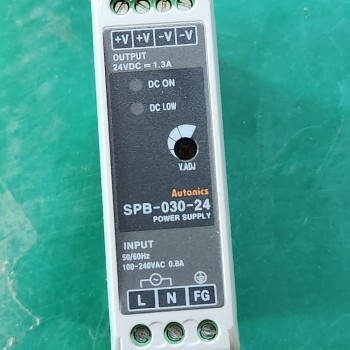 +V +V -V -V
OUTPUT
24VDC⎓1.3A
DC ON
DC LOW
V.ADJ
Autonics
SPB-030-24
POWER SUPPLY
INPUT
50/60Hz
100-240VAC 0.8A
L N FG